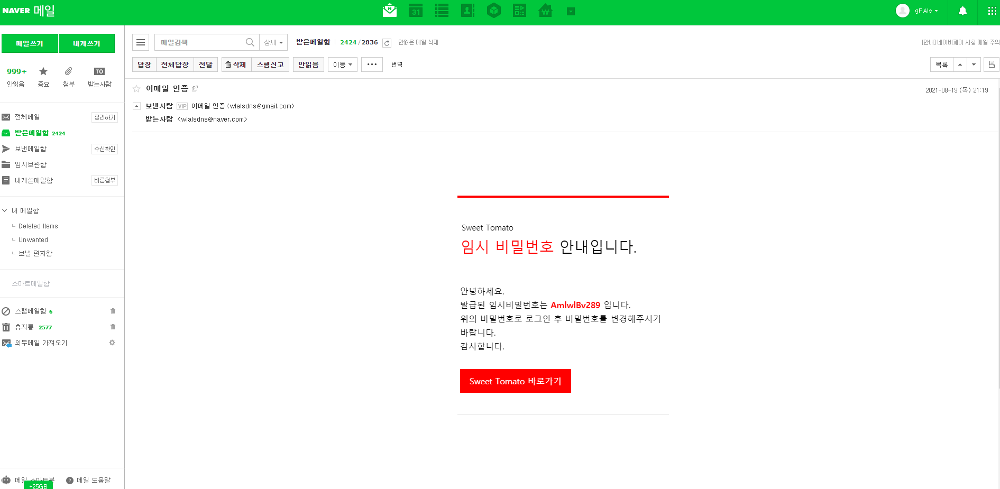 NAVER 메일
31
gPAIs
메일쓰기
내게쓰기
999+
안읽음
중요
첨부
TO
받는사람
전체메일
정리하기
받은메일함 2424
보낸메일함
수신확인
임시보관함
내게쓴메일함
빠른첨부
내 메일함
Deleted Items
Unwanted
보낼 편지함
스마트메일함
스팸메일함 6
휴지통 2577
외부메일 가져오기
메일 스마트봇
메일 도움말
+25GB
메일검색
상세
받은메일함
2424/2836
안읽은 메일 삭제
[안내] 네이버페이 사칭 메일 주의
답장
전체답장
전달
삭제
스팸신고
안읽음
이동
번역
목록
이메일 인증
2021-08-19 (목) 21:19
보낸사람 VIP 이메일 인증<wlalsdns@gmail.com>
받는사람 <wlalsdns@naver.com>
Sweet Tomato
임시 비밀번호 안내입니다.
안녕하세요.
발급된 임시비밀번호는 AmlwlBv289 입니다.
위의 비밀번호로 로그인 후 비밀번호를 변경해주시기
바랍니다.
감사합니다.
Sweet Tomato 바로가기